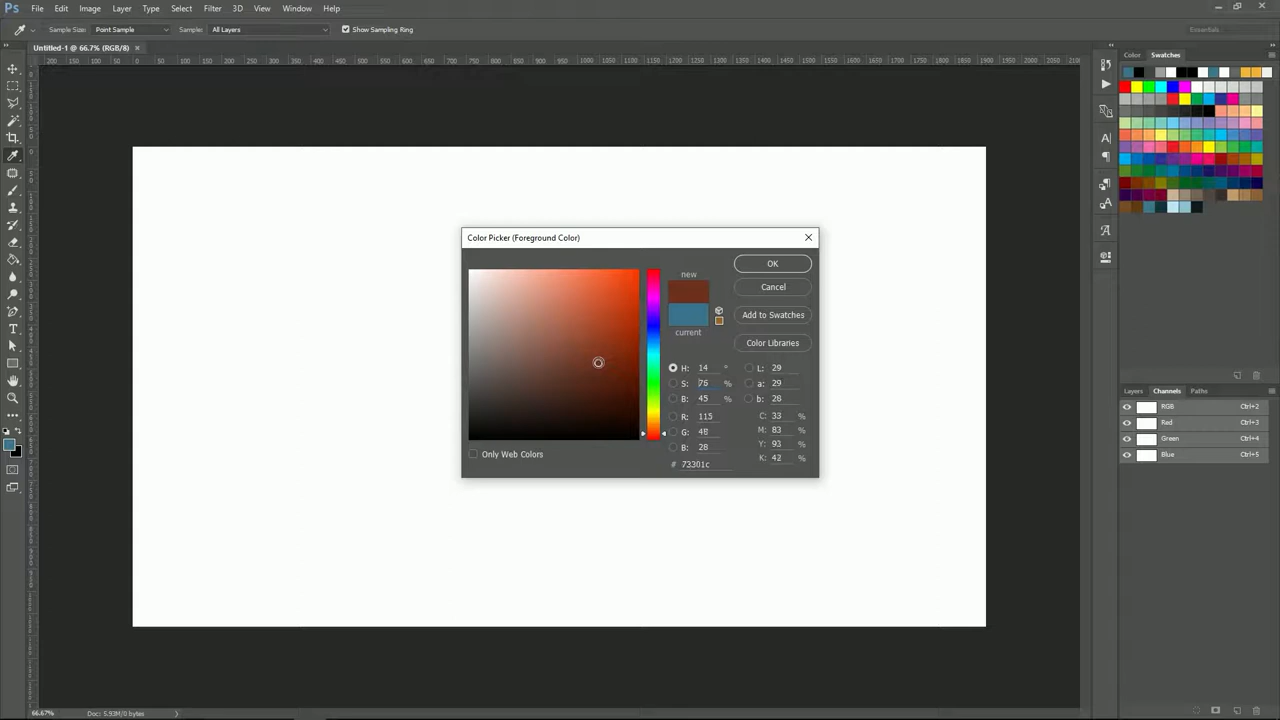 Ps File Edit Image Layer Type Select Filter 3D View Window Help
Sample Size: Point Sample Sample: All Layers Show Sampling Ring Essentials
Untitled-1 @ 66.7% (RGB/8) ×
Color Swatches
Color Picker (Foreground Color)
OK
new
Cancel
current
Add to Swatches
Color Libraries
H: 14 ° L: 29
S: 76 % a: 29
B: 45 % b: 28
R: 115 C: 33 %
G: 48 M: 83 %
B: 28 Y: 93 %
# 73301c K: 42 %
Only Web Colors
Layers Channels Paths
RGB Ctrl+2
Red Ctrl+3
Green Ctrl+4
Blue Ctrl+5
66.67% Doc: 5.93M/0 bytes